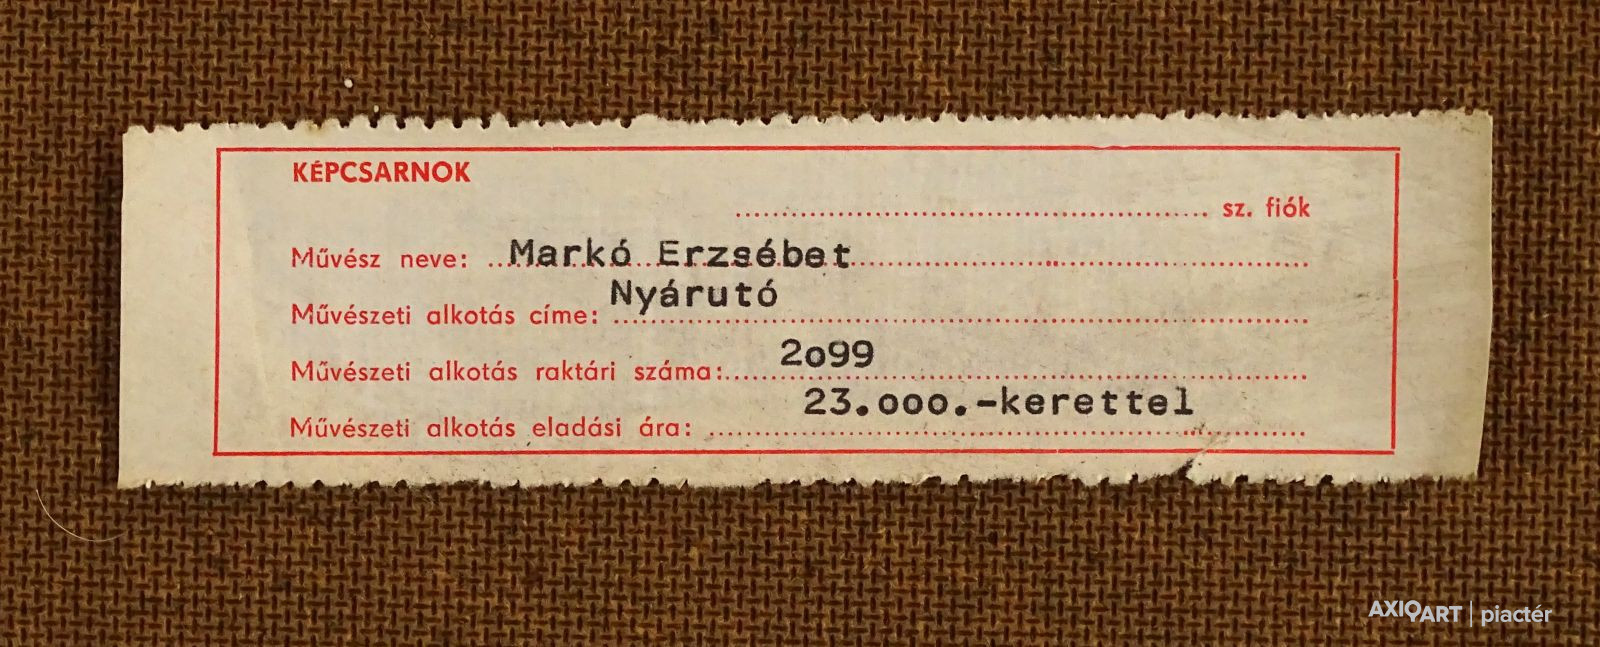 KÉPCSARNOK
........................................ sz. fiók
Művész neve: Markó Erzsébet
Művészeti alkotás címe: Nyárutó
Művészeti alkotás raktári száma: 2o99
Művészeti alkotás eladási ára: 23.ooo.-kerettel
AXIOART | piactér